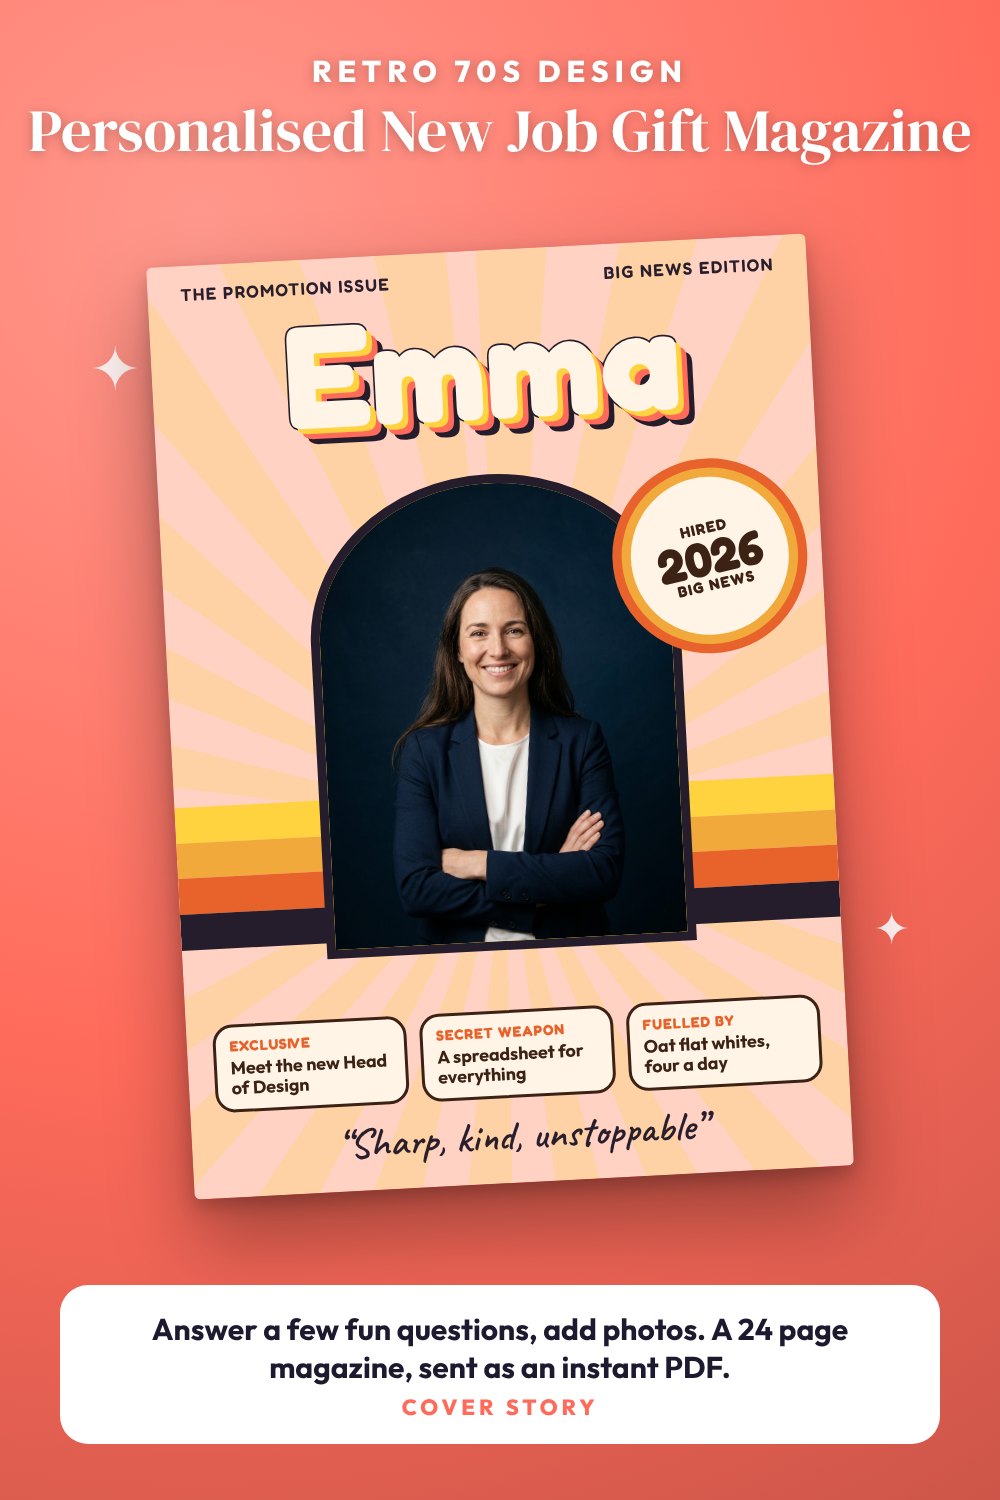 RETRO 70S DESIGN
Personalised New Job Gift Magazine
THE PROMOTION ISSUE
BIG NEWS EDITION
Emma
HIRED
2026
BIG NEWS
EXCLUSIVE
Meet the new Head
of Design
SECRET WEAPON
A spreadsheet for
everything
FUELLED BY
Oat flat whites,
four a day
“Sharp, kind, unstoppable”
Answer a few fun questions, add photos. A 24 page
magazine, sent as an instant PDF.
COVER STORY